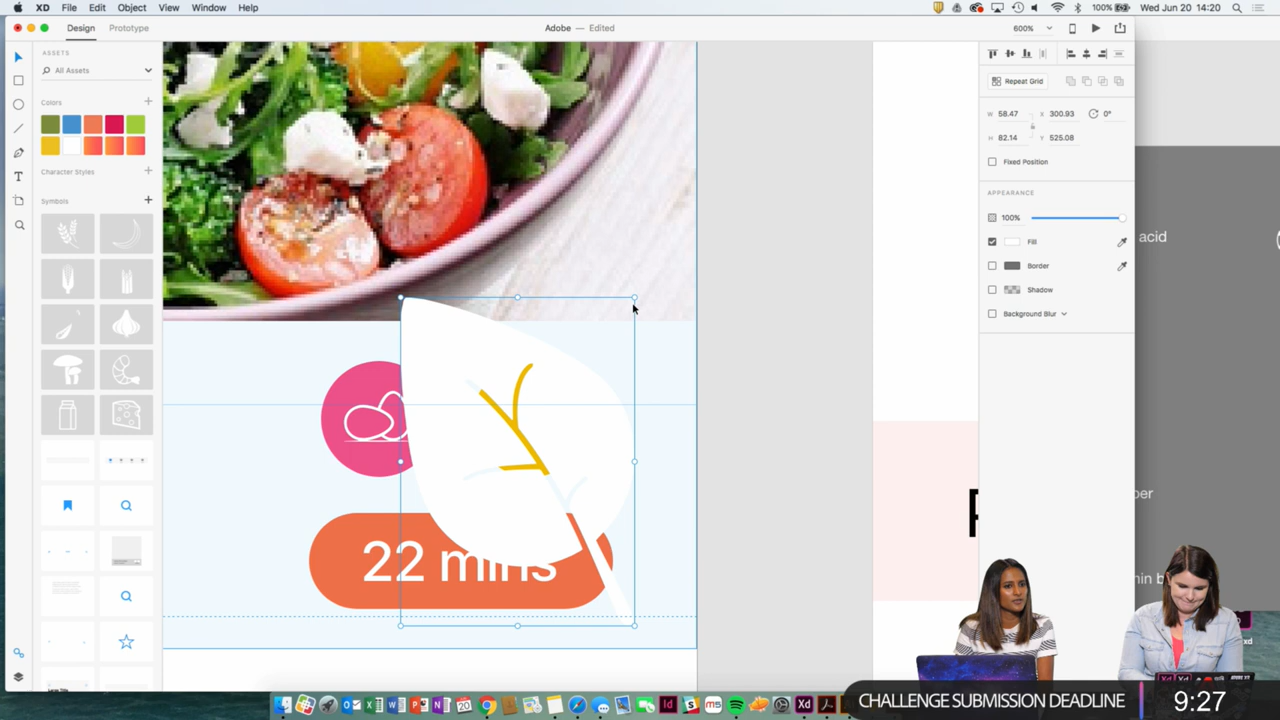 XD File Edit Object View Window Help
100% Wed Jun 20 14:20
Design Prototype
Adobe — Edited
600%
ASSETS
All Assets
Colors
Character Styles
Symbols
Repeat Grid
W 58.47 X 300.93 0°
H 82.14 Y 525.08
Fixed Position
APPEARANCE
100%
Fill
Border
Shadow
Background Blur
acid
22 mins
CHALLENGE SUBMISSION DEADLINE
9:27